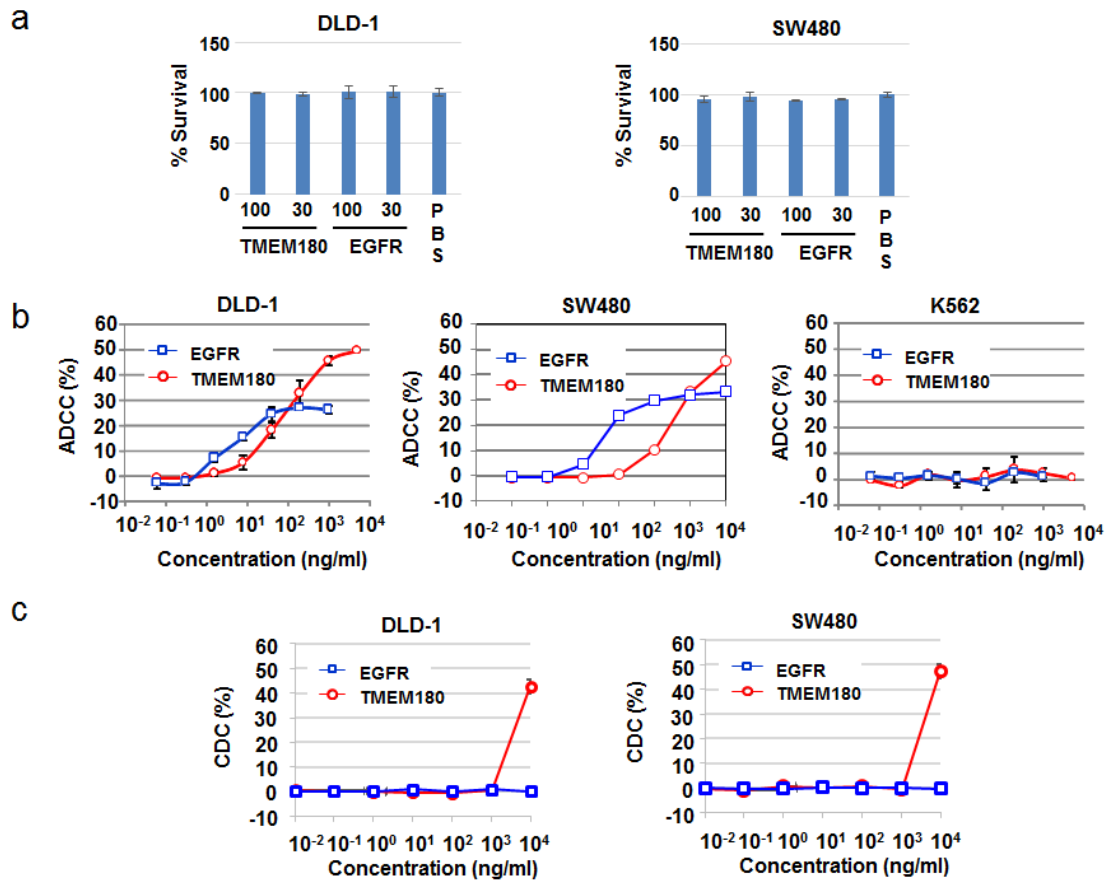 a
DLD-1
SW480
% Survival
150
100
50
0
100 30 100 30 PBS
TMEM180 EGFR
% Survival
150
100
50
0
100 30 100 30 PBS
TMEM180 EGFR
b
DLD-1
SW480
K562
ADCC (%)
60
50
40
30
20
10
0
-10
EGFR
TMEM180
10-2 10-1 100 101 102 103 104
Concentration (ng/ml)
ADCC (%)
60
50
40
30
20
10
0
-10
EGFR
TMEM180
10-2 10-1 100 101 102 103 104
Concentration (ng/ml)
ADCC (%)
60
50
40
30
20
10
0
-10
EGFR
TMEM180
10-2 10-1 100 101 102 103 104
Concentration (ng/ml)
c
DLD-1
SW480
CDC (%)
60
50
40
30
20
10
0
-10
EGFR
TMEM180
10-2 10-1 100 101 102 103 104
Concentration (ng/ml)
CDC (%)
60
50
40
30
20
10
0
-10
EGFR
TMEM180
10-2 10-1 100 101 102 103 104
Concentration (ng/ml)